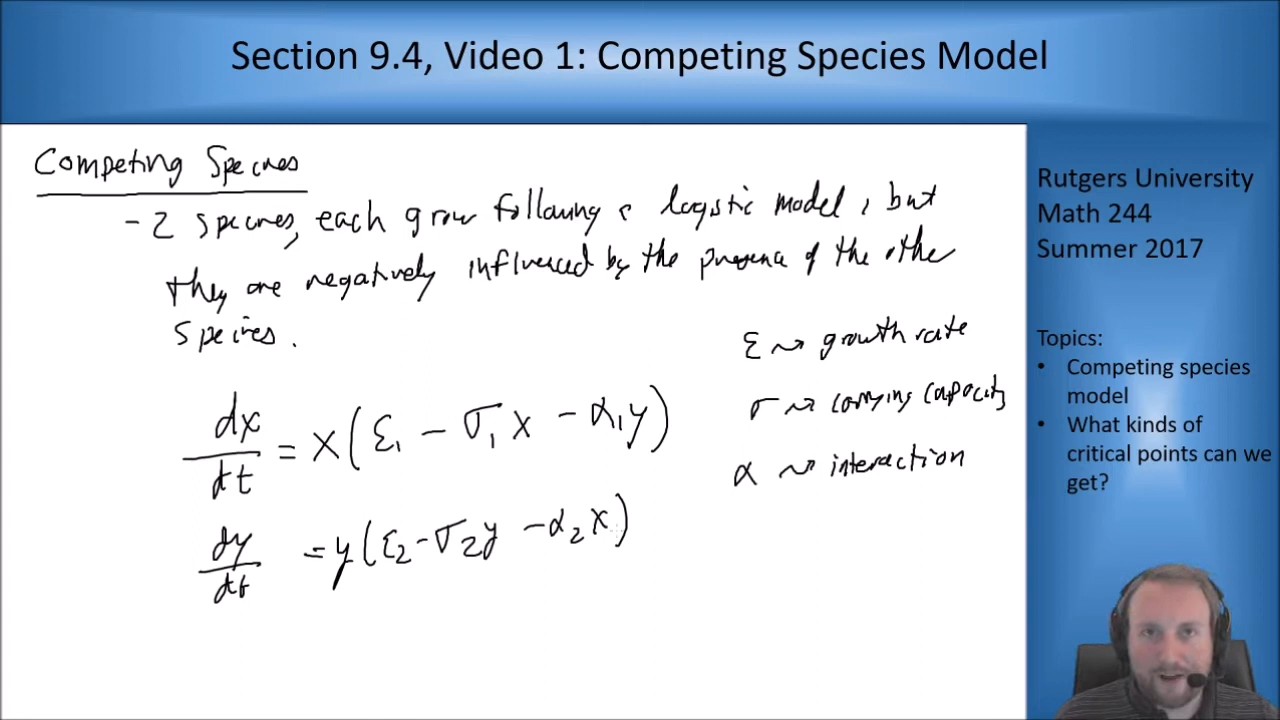 Section 9.4, Video 1: Competing Species Model
Competing Species
- 2 species, each grow following a logistic model, but
they are negatively influenced by the presence of the other
species.
dx/dt = x(ε₁ - σ₁x - α₁y)
dy/dt = y(ε₂ - σ₂y - α₂x)
ε ⇝ growth rate
σ ⇝ carrying capacity
α ⇝ interaction
Rutgers University
Math 244
Summer 2017
Topics:
• Competing species
model
• What kinds of
critical points can we
get?